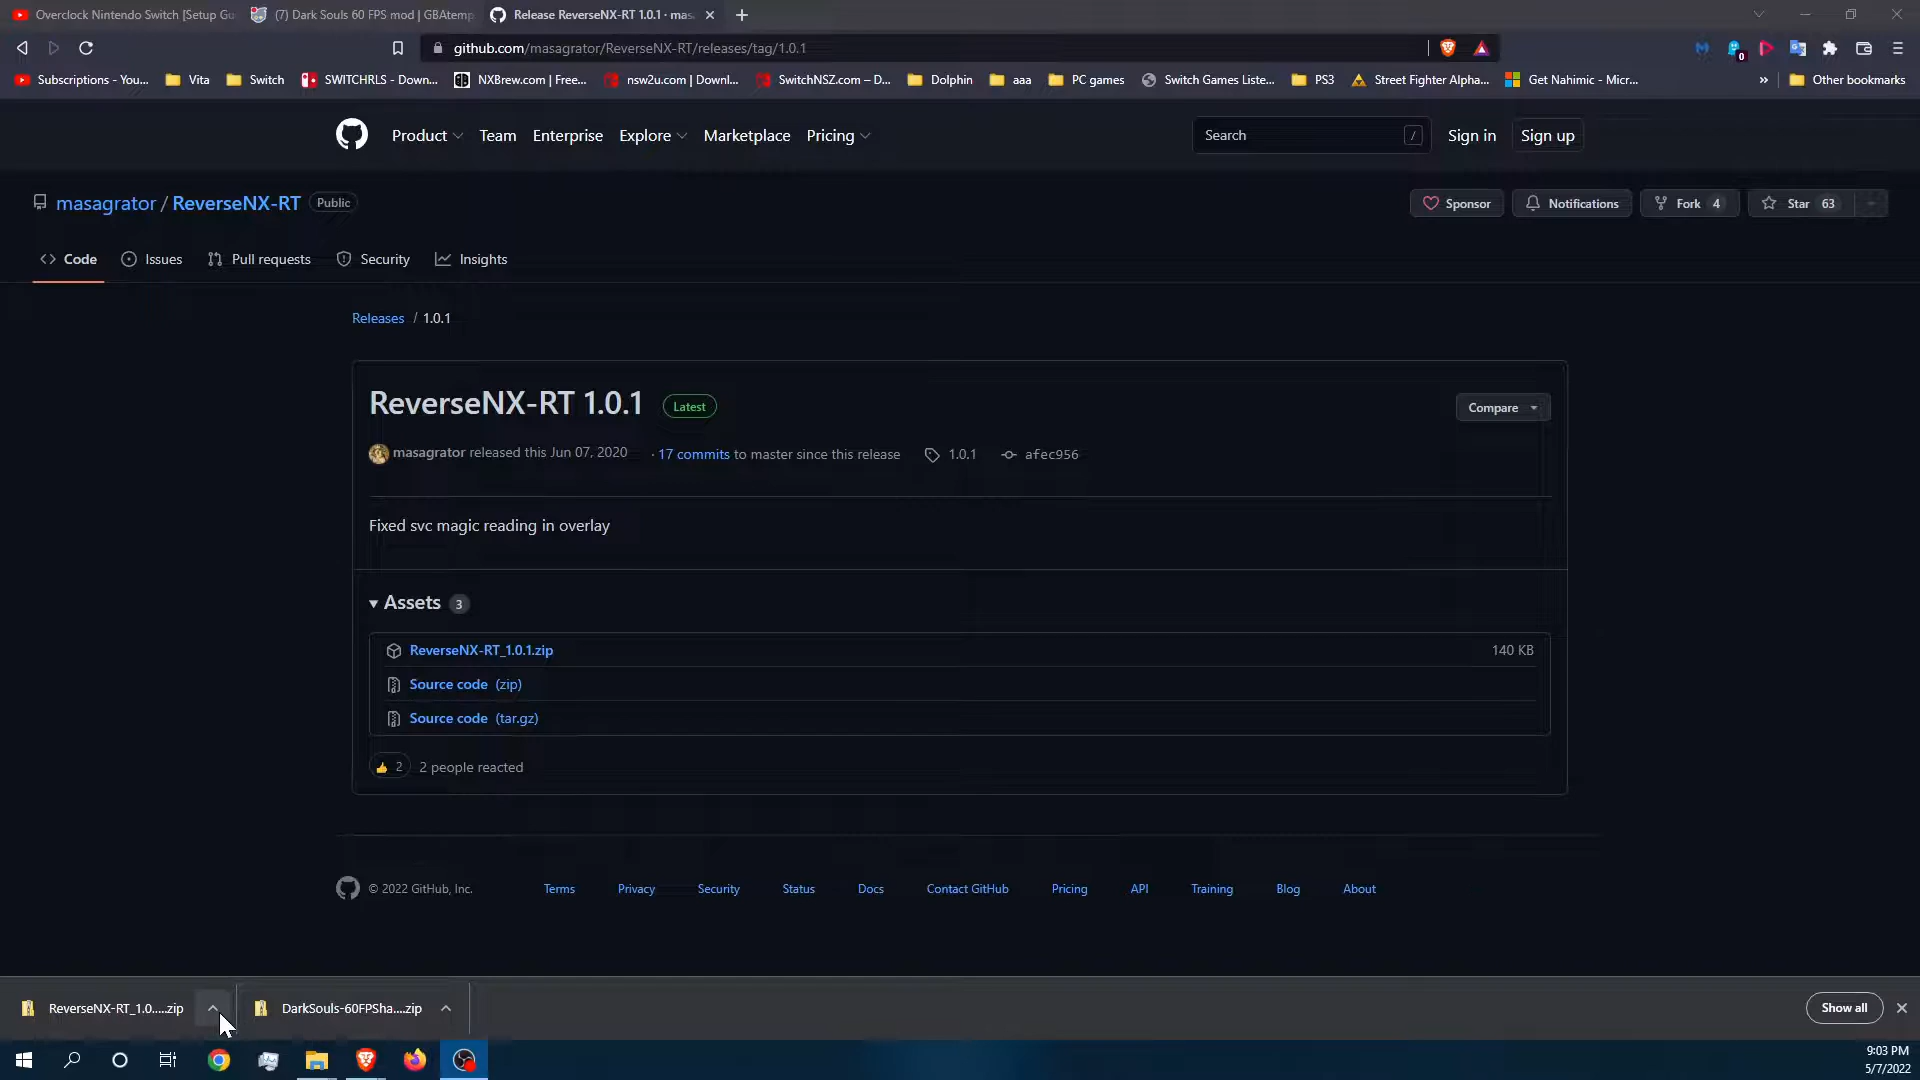 Overclock Nintendo Switch [Setup Gu
(7) Dark Souls 60 FPS mod | GBAtemp
Release ReverseNX-RT 1.0.1 · mas
github.com/masagrator/ReverseNX-RT/releases/tag/1.0.1
0
Subscriptions - You...
Vita
Switch
SWITCHRLS - Down...
NXBrew.com | Free...
nsw2u.com | Downl...
SwitchNSZ.com – D...
Dolphin
aaa
PC games
Switch Games Liste...
PS3
Street Fighter Alpha...
Get Nahimic - Micr...
»
Other bookmarks
Product
Team
Enterprise
Explore
Marketplace
Pricing
Search
/
Sign in
Sign up
masagrator / ReverseNX-RT
Public
Sponsor
Notifications
Fork 4
Star 63
Code
Issues
Pull requests
Security
Insights
Releases / 1.0.1
ReverseNX-RT 1.0.1
Latest
Compare
masagrator released this Jun 07, 2020
· 17 commits to master since this release
1.0.1
afec956
Fixed svc magic reading in overlay
Assets 3
ReverseNX-RT_1.0.1.zip
140 KB
Source code (zip)
Source code (tar.gz)
2
2 people reacted
© 2022 GitHub, Inc.
Terms
Privacy
Security
Status
Docs
Contact GitHub
Pricing
API
Training
Blog
About
ReverseNX-RT_1.0.....zip
DarkSouls-60FPSha....zip
Show all
9:03 PM
5/7/2022